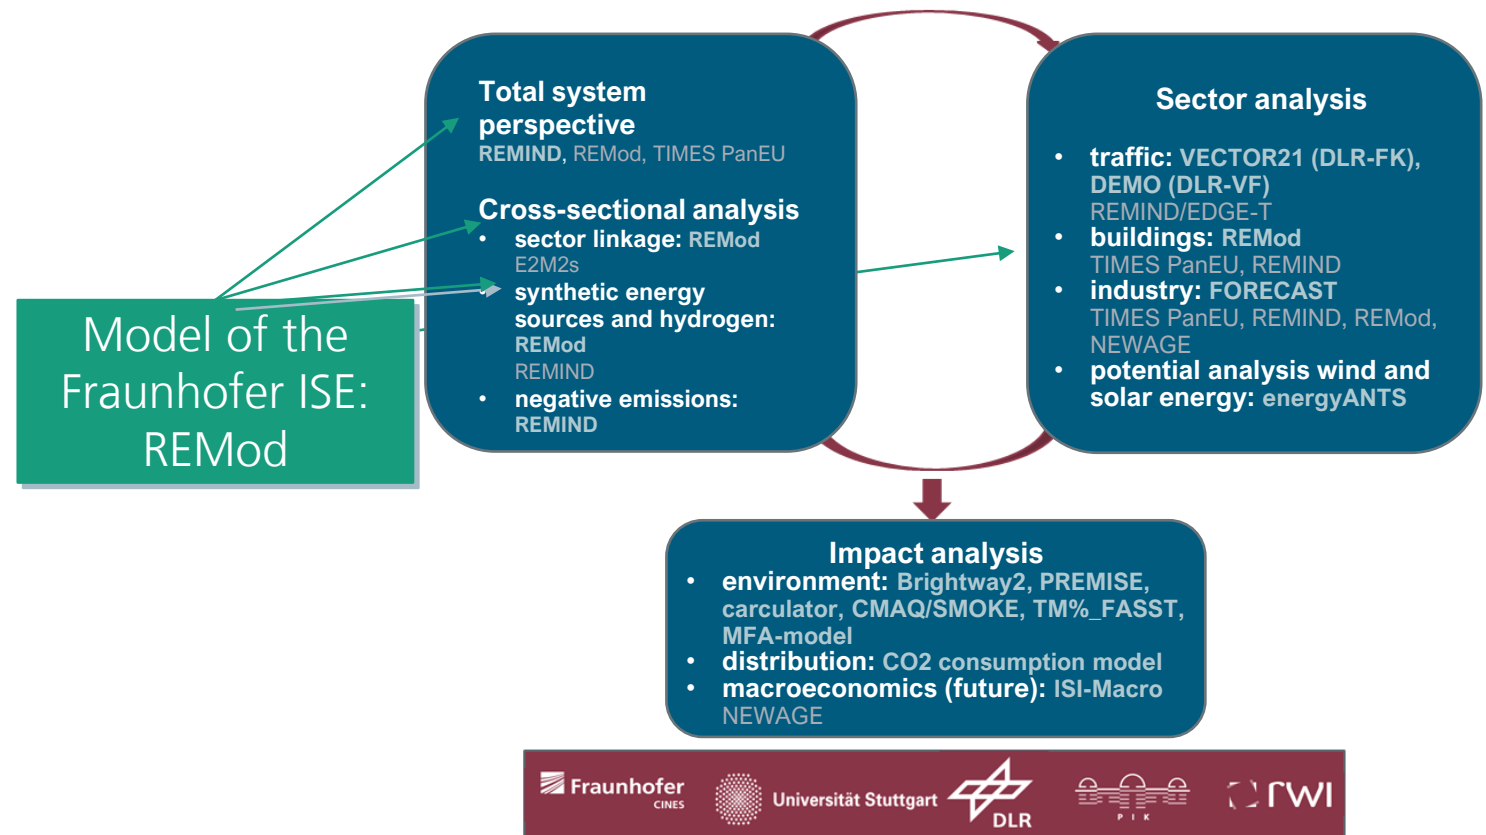 Total system
perspective
REMIND, REMod, TIMES PanEU
Cross-sectional analysis
• sector linkage: REMod
E2M2s
• synthetic energy
sources and hydrogen:
REMod
REMIND
• negative emissions:
REMIND
Sector analysis
• traffic: VECTOR21 (DLR-FK),
DEMO (DLR-VF)
REMIND/EDGE-T
• buildings: REMod
TIMES PanEU, REMIND
• industry: FORECAST
TIMES PanEU, REMIND, REMod,
NEWAGE
• potential analysis wind and
solar energy: energyANTS
Model of the
Fraunhofer ISE:
REMod
Impact analysis
• environment: Brightway2, PREMISE,
carculator, CMAQ/SMOKE, TM%_FASST,
MFA-model
• distribution: CO2 consumption model
• macroeconomics (future): ISI-Macro
NEWAGE
Fraunhofer
CINES
Universität Stuttgart
DLR
PIK
rwi